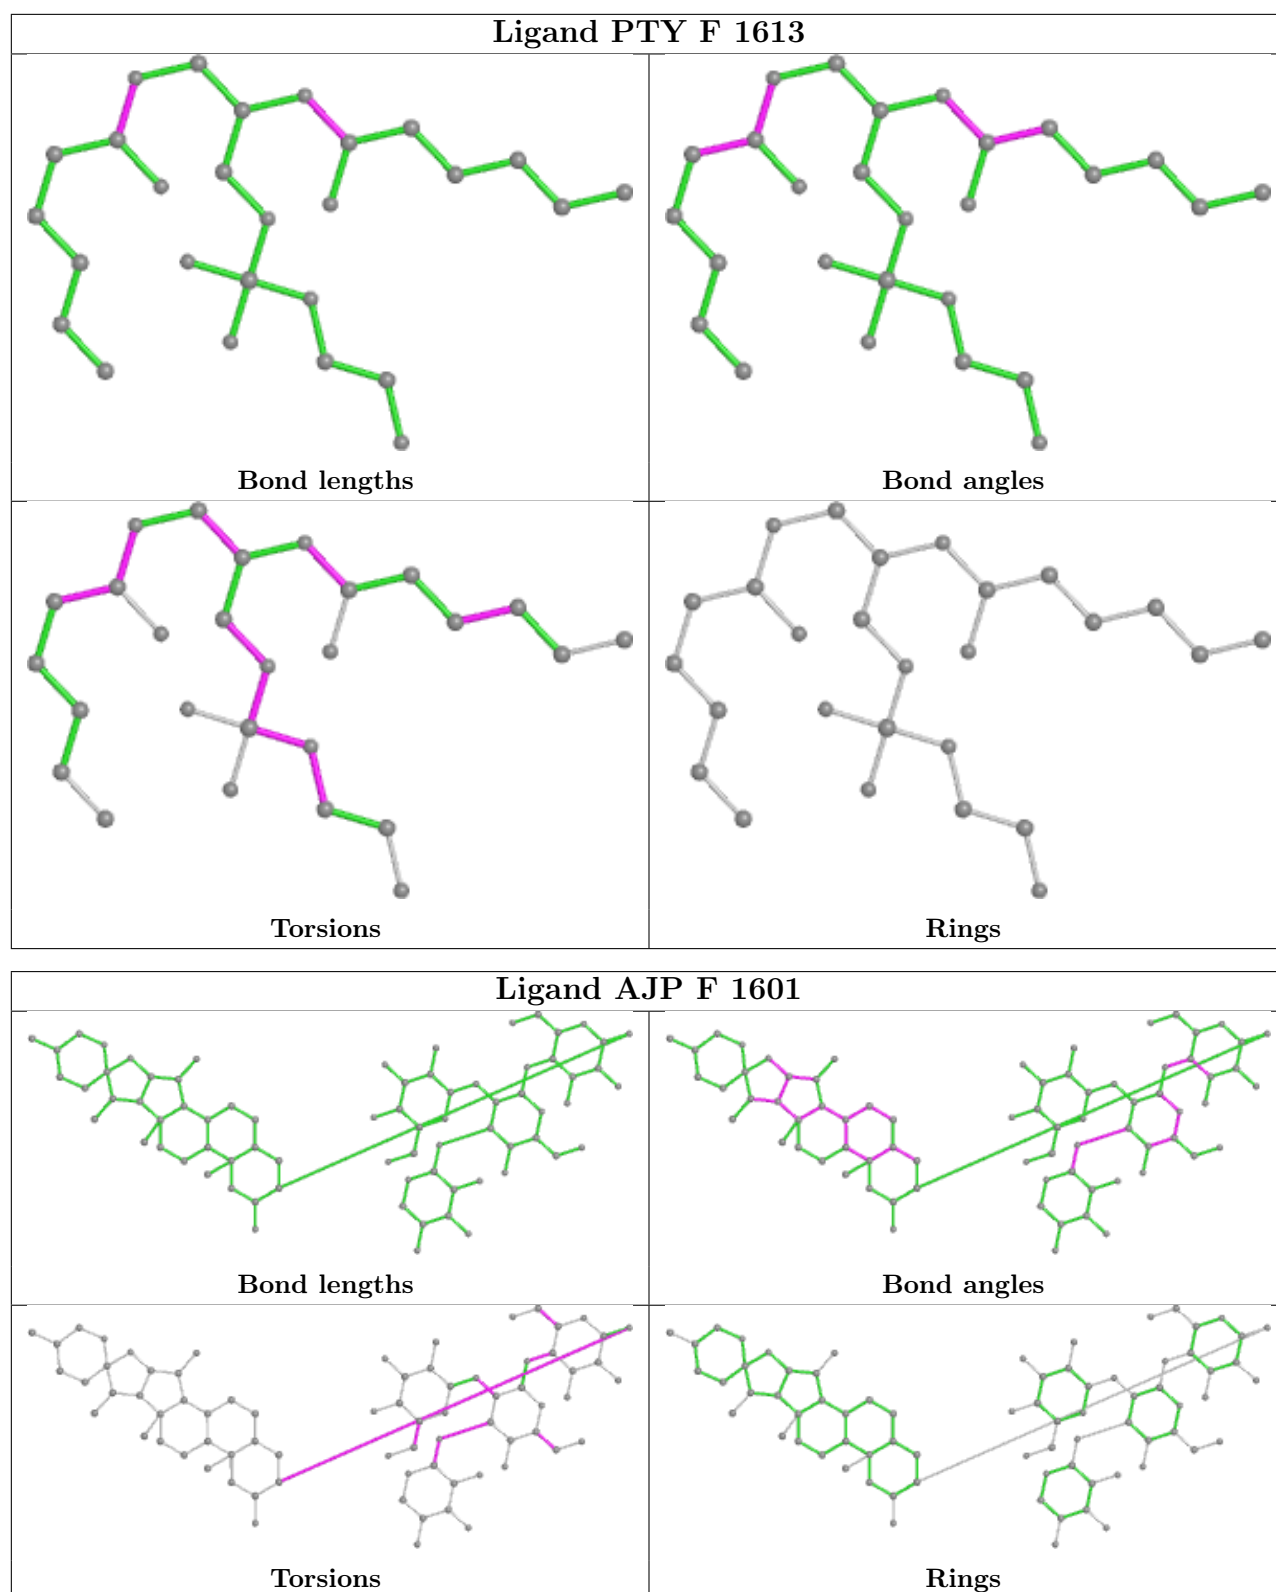 Ligand PTY F 1613
Bond lengths
Bond angles
Torsions
Rings
Ligand AJP F 1601
Bond lengths
Bond angles
Torsions
Rings